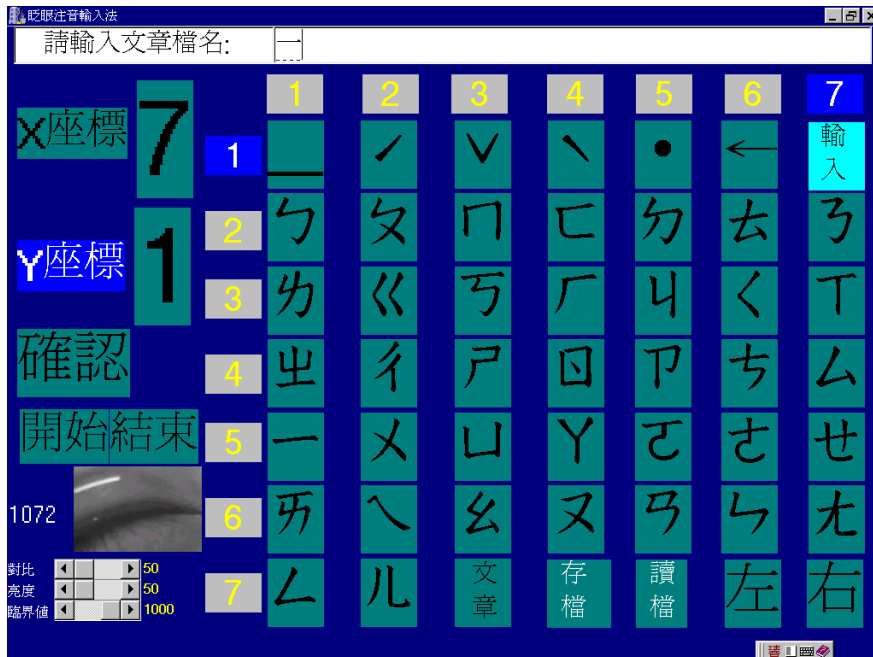 眨眼注音輸入法
請輸入文章檔名: 一
1 2 3 4 5 6 7
X座標 7
1 ˉ ˊ ˇ ˋ ˙ ← 輸入
2 ㄅ ㄆ ㄇ ㄈ ㄉ ㄊ ㄋ
Y座標 1
3 ㄌ ㄍ ㄎ ㄏ ㄐ ㄑ ㄒ
確認
4 ㄓ ㄔ ㄕ ㄖ ㄗ ㄘ ㄙ
開始 結束
5 ㄧ ㄨ ㄩ ㄚ ㄛ ㄜ ㄝ
1072
6 ㄞ ㄟ ㄠ ㄡ ㄢ ㄣ ㄤ
對比 50
亮度 50
臨界值 1000
7 ㄥ ㄦ 文章 存檔 讀檔 左 右